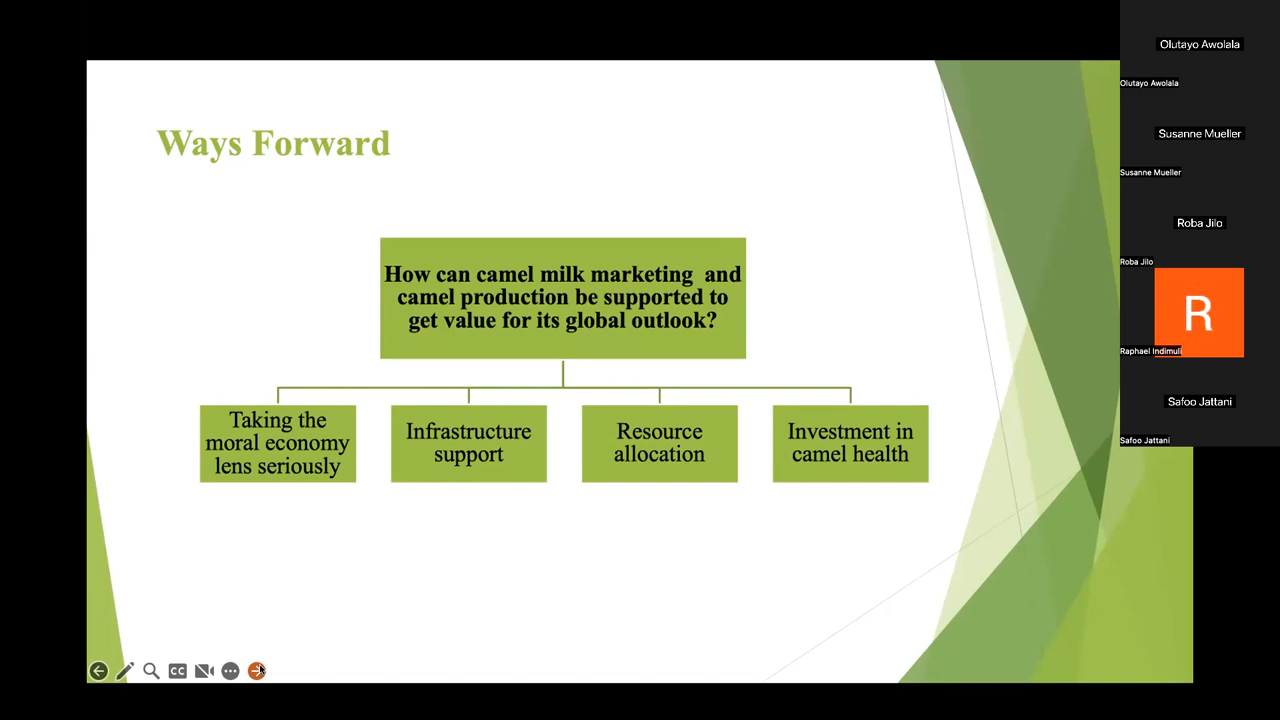 Ways Forward
How can camel milk marketing and
camel production be supported to
get value for its global outlook?
Taking the
moral economy
lens seriously
Infrastructure
support
Resource
allocation
Investment in
camel health
CC
Olutayo Awolala
Olutayo Awolala
Susanne Mueller
Susanne Mueller
Roba Jilo
Roba Jilo
R
Raphael Indimuli
Safoo Jattani
Safoo Jattani